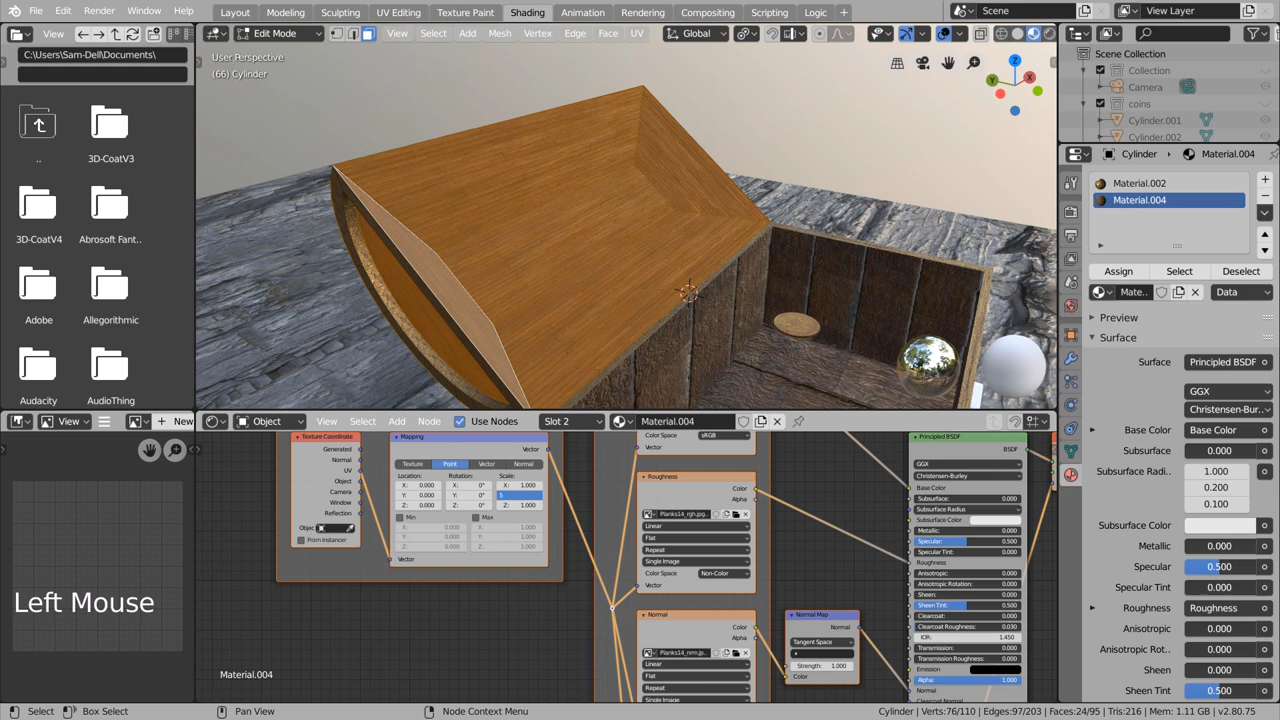 File Edit Render Window Help Layout Modeling Sculpting UV Editing Texture Paint Shading Animation Rendering Compositing Scripting Logic + Scene View Layer
View
C:\Users\Sam-Dell\Documents\
..
3D-CoatV3
3D-CoatV4
Abrosoft Fant..
Adobe
Allegorithmic
Audacity
AudioThing
Edit Mode View Select Add Mesh Vertex Edge Face UV Global
User Perspective
(66) Cylinder
Z
Y
X
Scene Collection
Collection
Camera
coins
Cylinder.001
Cylinder.002
Cylinder Material.004
Material.002
Material.004
Assign Select Deselect
Mate.. Data
Preview
Surface
Surface Principled BSDF
GGX
Christensen-Bur..
Base Color Base Color
Subsurface 0.000
Subsurface Radi.. 1.000
0.200
0.100
Subsurface Color
Metallic 0.000
Specular 0.500
Specular Tint 0.000
Roughness Roughness
Anisotropic 0.000
Anisotropic Rot.. 0.000
Sheen 0.000
Sheen Tint 0.500
View + New
Left Mouse
Object View Select Add Node Use Nodes Slot 2 Material.004
Texture Coordinate
Generated
Normal
UV
Object
Camera
Window
Reflection
Objec
From Instancer
Mapping
Vector
Texture Point Vector Normal
Location: Rotation: Scale:
X: 0.000 X: 0° X: 1.000
Y: 0.000 Y: 0° 5
Z: 0.000 Z: 0° Z: 1.000
Min Max
X: 0.000 X: 1.000
Y: 0.000 Y: 1.000
Z: 0.000 Z: 1.000
Vector
Color Space sRGB
Vector
Roughness
Color
Alpha
Planks14_rgh.jpg
Linear
Flat
Repeat
Single Image
Color Space Non-Color
Vector
Normal
Color
Alpha
Planks14_nrm.jp..
Linear
Flat
Repeat
Single Image
Normal Map
Normal
Tangent Space
Strength: 1.000
Color
Principled BSDF
BSDF
GGX
Christensen-Burley
Base Color
Subsurface: 0.000
Subsurface Radius
Subsurface Color
Metallic: 0.000
Specular: 0.500
Specular Tint: 0.000
Roughness
Anisotropic: 0.000
Anisotropic Rotation: 0.000
Sheen: 0.000
Sheen Tint: 0.500
Clearcoat: 0.000
Clearcoat Roughness: 0.030
IOR: 1.450
Transmission: 0.000
Transmission Roughness: 0.000
Emission
Alpha: 1.000
Normal
Clearcoat Normal
Material.004
Select Box Select Pan View Node Context Menu Cylinder | Verts:76/110 | Edges:97/203 | Faces:24/95 | Tris:216 | Mem: 1.11 GB | v2.80.75